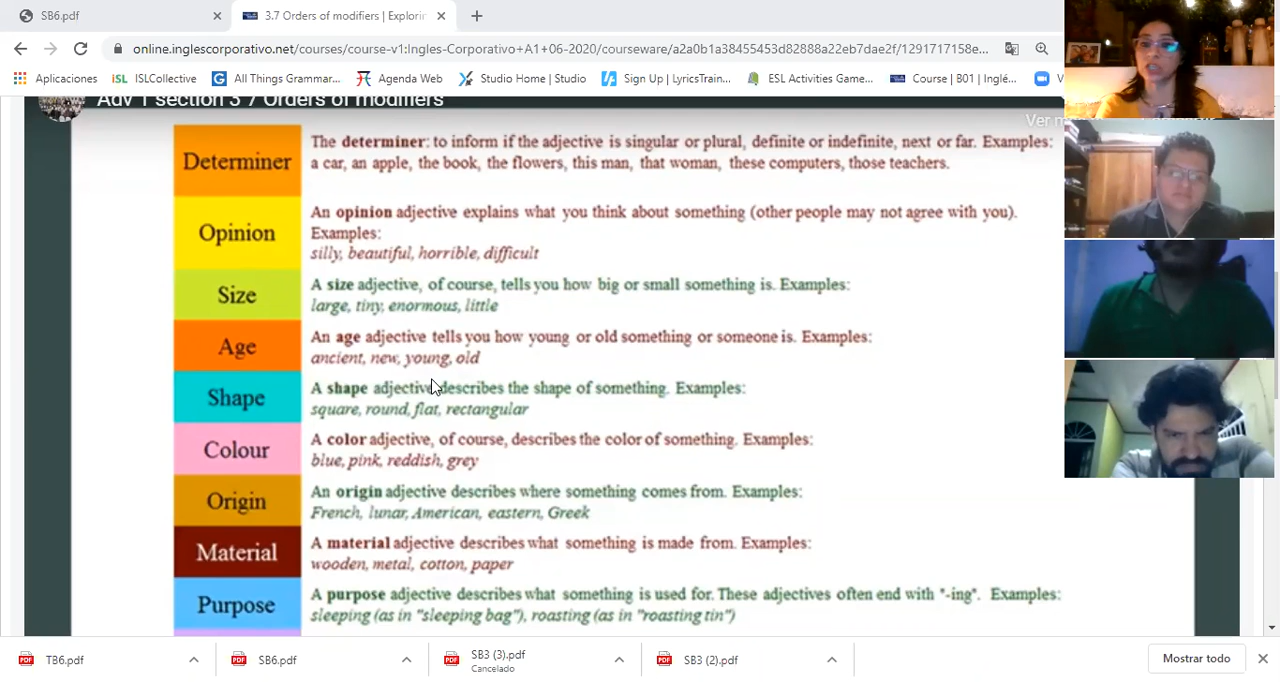 SB6.pdf
3.7 Orders of modifiers | Explorin
online.inglescorporativo.net/courses/course-v1:Ingles-Corporativo+A1+06-2020/courseware/a2a0b1a38455453d82888a22eb7dae2f/1291717158e...
Aplicaciones iSL ISLCollective G All Things Grammar... Agenda Web Studio Home | Studio Sign Up | LyricsTrain... ESL Activities Game... Course | B01 | Inglé... V
Adv 1 section 3 7 Orders of modifiers
Ver
Determiner
The determiner: to inform if the adjective is singular or plural, definite or indefinite, next or far. Examples:
a car, an apple, the book, the flowers, this man, that woman, these computers, those teachers.
Opinion
An opinion adjective explains what you think about something (other people may not agree with you).
Examples:
silly, beautiful, horrible, difficult
Size
A size adjective, of course, tells you how big or small something is. Examples:
large, tiny, enormous, little
Age
An age adjective tells you how young or old something or someone is. Examples:
ancient, new, young, old
Shape
A shape adjective describes the shape of something. Examples:
square, round, flat, rectangular
Colour
A color adjective, of course, describes the color of something. Examples:
blue, pink, reddish, grey
Origin
An origin adjective describes where something comes from. Examples:
French, lunar, American, eastern, Greek
Material
A material adjective describes what something is made from. Examples:
wooden, metal, cotton, paper
Purpose
A purpose adjective describes what something is used for. These adjectives often end with "-ing". Examples:
sleeping (as in "sleeping bag"), roasting (as in "roasting tin")
TB6.pdf
SB6.pdf
SB3 (3).pdf
Cancelado
SB3 (2).pdf
Mostrar todo